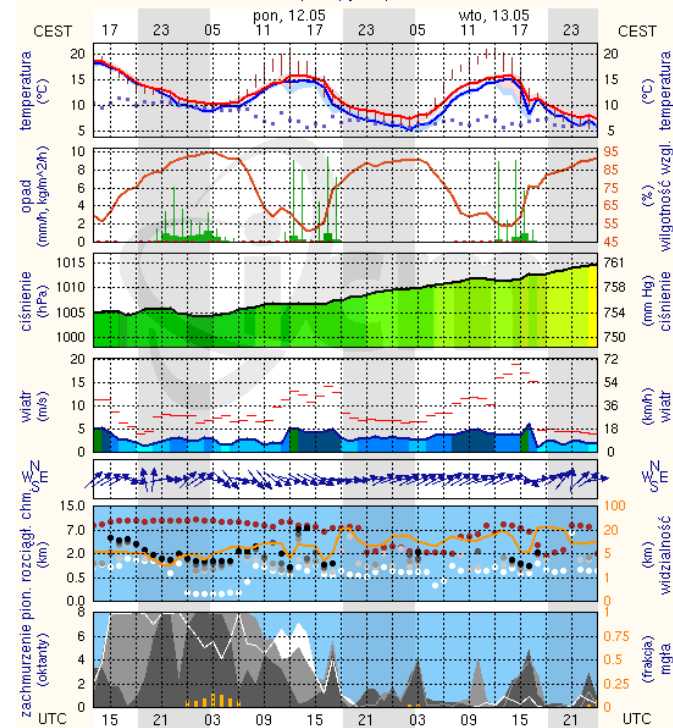 pon, 12.05 wto, 13.05
CEST 17 23 05 11 17 23 05 11 17 23 CEST
temperatura (°C) 20 15 10 5 20 15 10 5 (°C) temperatura
opad (mm/h, kg/m^2/h) 10 8 6 4 2 0 95 85 75 65 55 45 (%) wilgotność wzgl.
ciśnienie (hPa) 1015 1010 1005 1000 761 758 754 750 (mm Hg) ciśnienie
wiatr m/s 20 15 10 5 0 72 54 36 18 0 (km/h) wiatr
N W E S N W E S
pion. rozciągł. chm. (km) 15.0 7.0 2.0 0.5 0.0 100 20 5 1 0 (km) widzialność
zachmurzenie (oktanty) 8 6 4 2 0 1 0.75 0.5 0.25 0 (frakcja) mgła
UTC 15 21 03 09 15 21 03 09 15 21 UTC